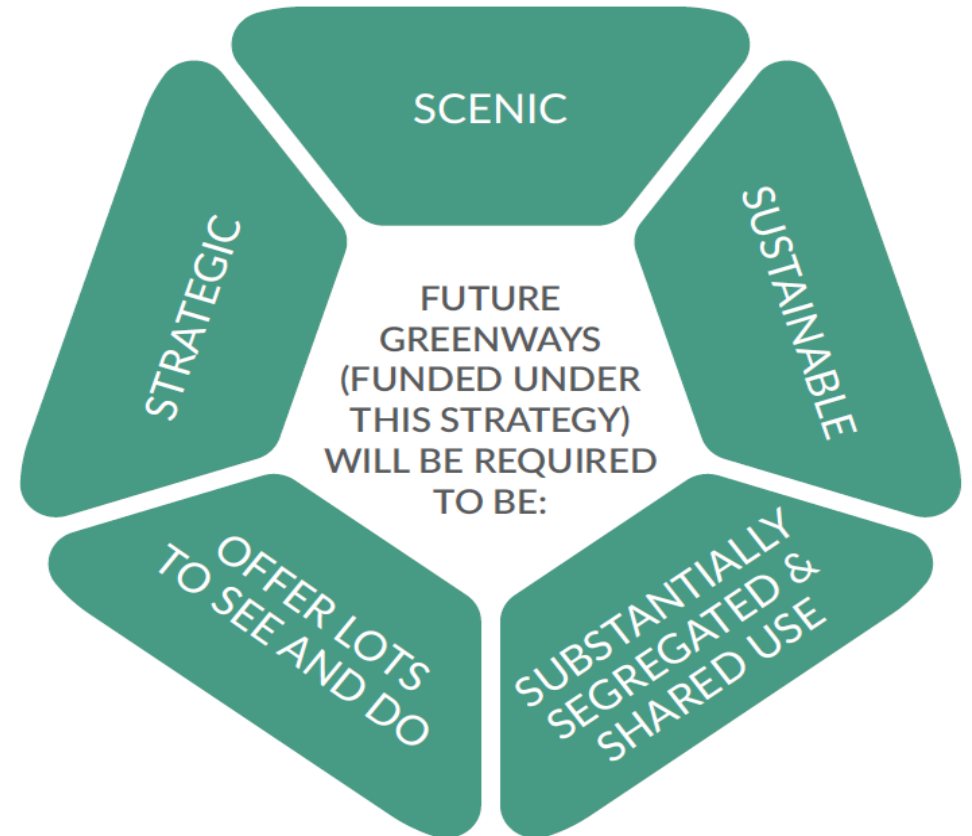 SCENIC
SUSTAINABLE
SUBSTANTIALLY
SEGREGATED &
SHARED USE
OFFER LOTS
TO SEE AND DO
STRATEGIC
FUTURE
GREENWAYS
(FUNDED UNDER
THIS STRATEGY)
WILL BE REQUIRED
TO BE: